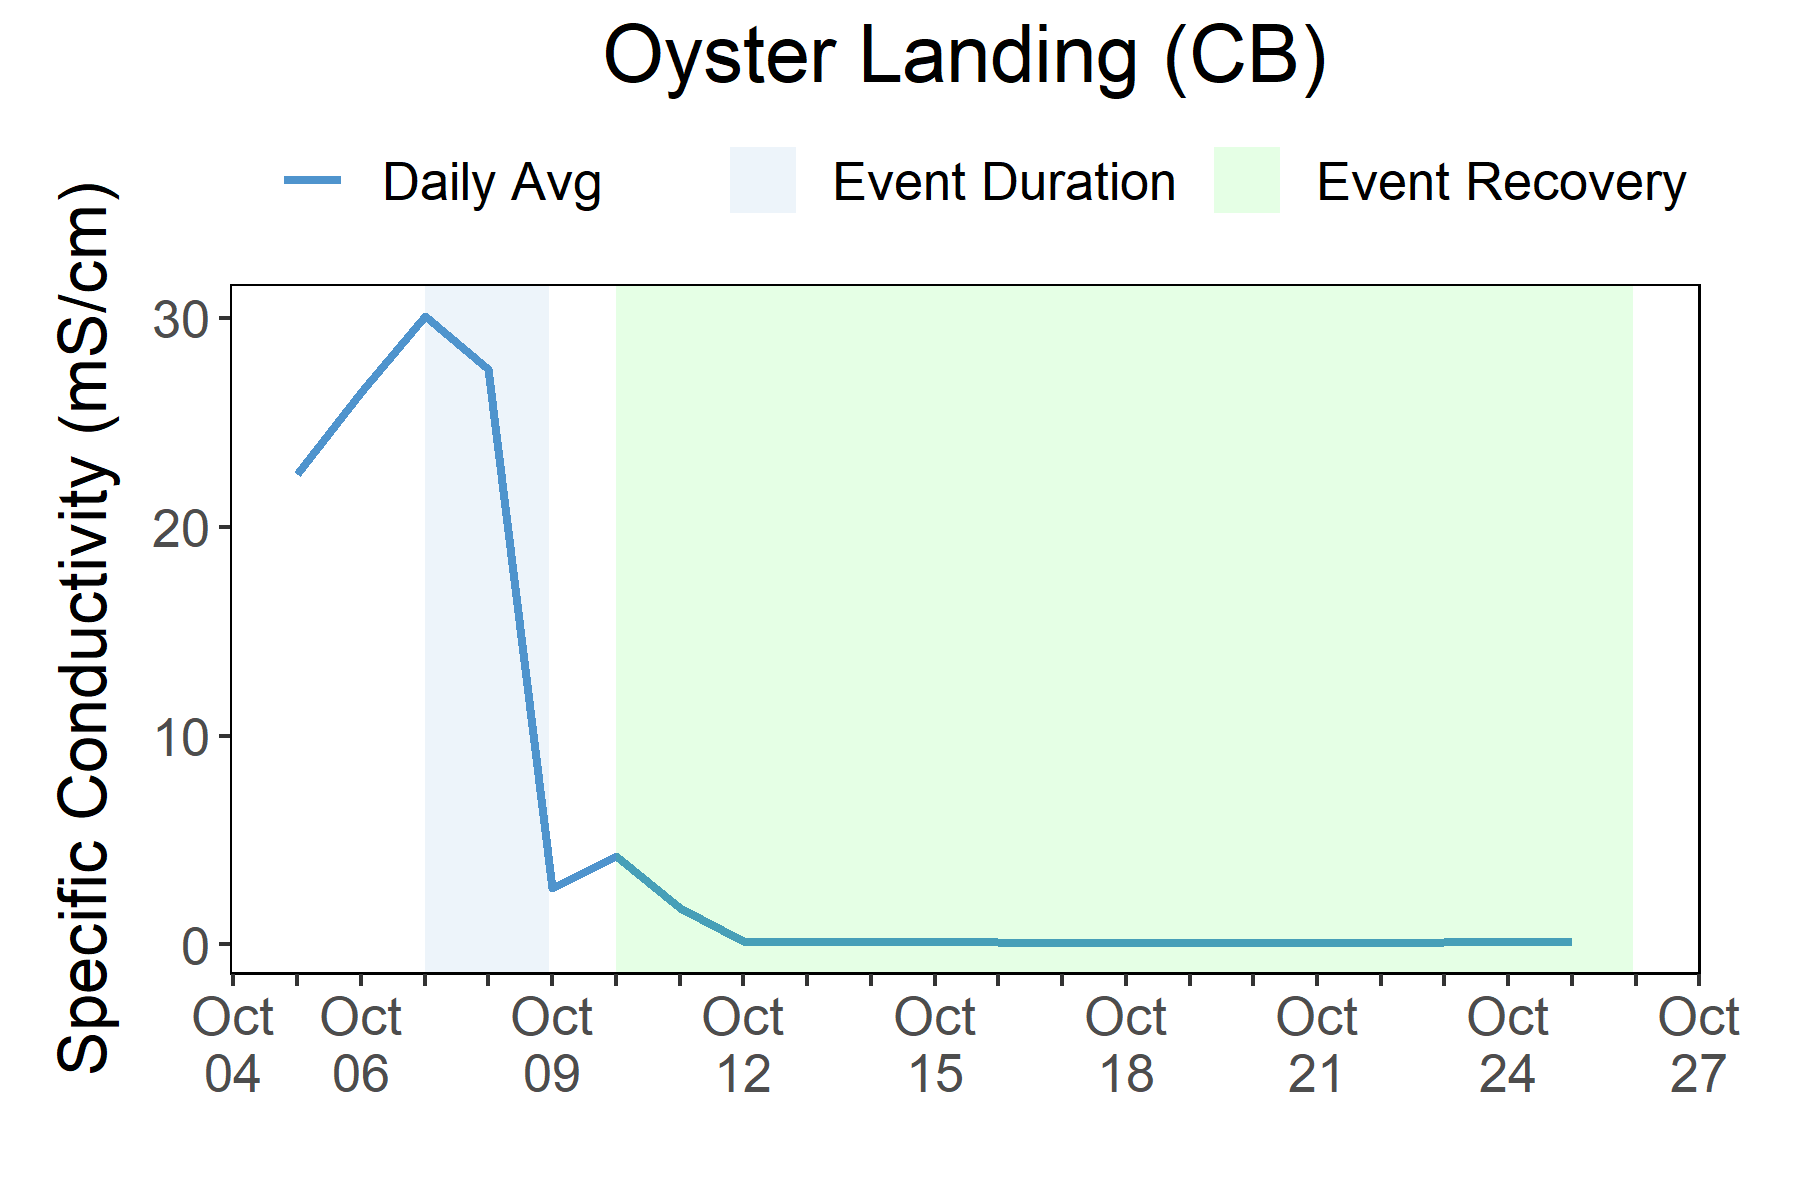 Oyster Landing (CB)
Daily Avg
Event Duration
Event Recovery
Specific Conductivity (mS/cm)
30
20
10
0
Oct
04
Oct
06
Oct
09
Oct
12
Oct
15
Oct
18
Oct
21
Oct
24
Oct
27